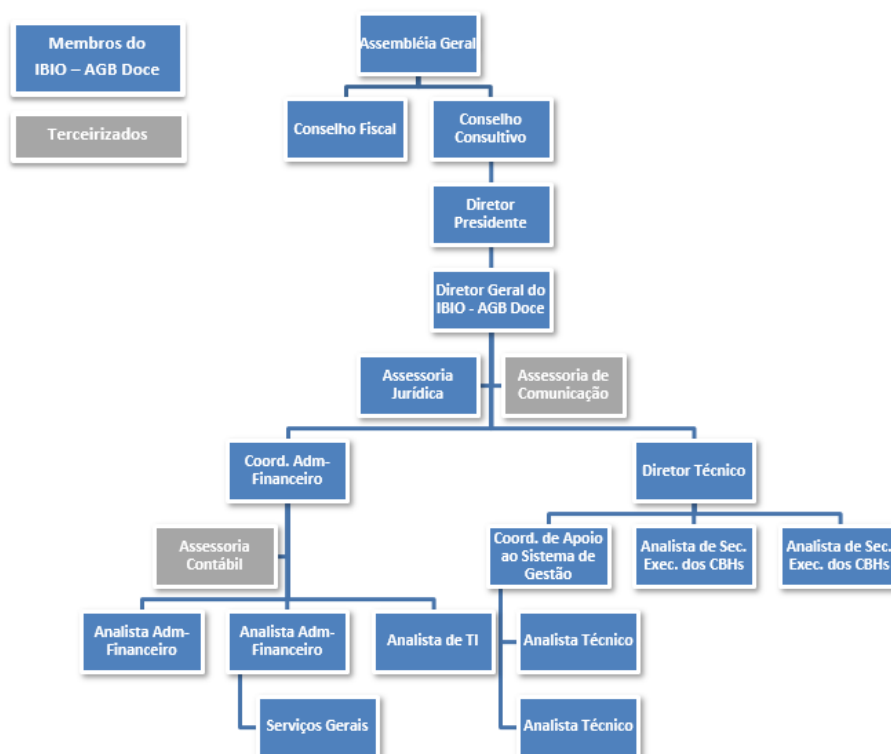 Membros do
IBIO – AGB Doce
Terceirizados
Assembléia Geral
Conselho Fiscal
Conselho
Consultivo
Diretor
Presidente
Diretor Geral do
IBIO - AGB Doce
Assessoria
Jurídica
Assessoria de
Comunicação
Coord. Adm-
Financeiro
Diretor Técnico
Assessoria
Contábil
Coord. de Apoio
ao Sistema de
Gestão
Analista de Sec.
Exec. dos CBHs
Analista de Sec.
Exec. dos CBHs
Analista Adm-
Financeiro
Analista Adm-
Financeiro
Analista de TI
Analista Técnico
Serviços Gerais
Analista Técnico